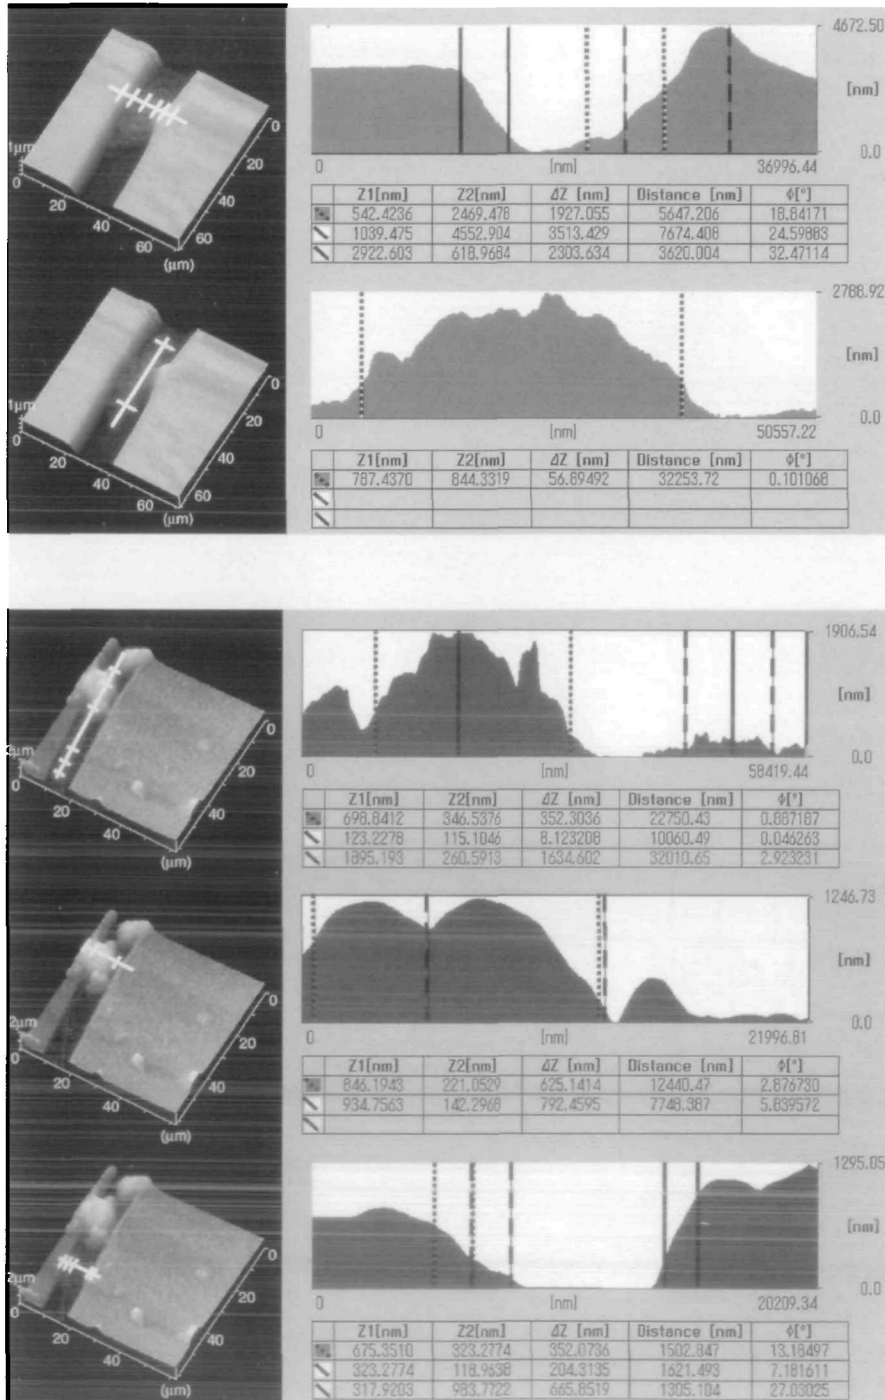 4672.50
[nm]
0.0
0 [nm] 36996.44
Z1[nm] Z2[nm] ΔZ [nm] Distance [nm] ϕ[°]
542.4236 2469.478 1927.055 5647.206 18.84171
1039.475 4552.904 3513.429 7674.408 24.59883
2922.603 618.9684 2303.634 3620.004 32.47114
1µm
0
20
40
60
(µm)
0
20
40
60
2788.92
[nm]
0.0
0 [nm] 50557.22
Z1[nm] Z2[nm] ΔZ [nm] Distance [nm] ϕ[°]
787.4370 844.3319 56.89492 32253.72 0.101068
1µm
0
20
40
60
(µm)
0
20
40
60
1906.54
[nm]
0.0
0 [nm] 58419.44
Z1[nm] Z2[nm] ΔZ [nm] Distance [nm] ϕ[°]
698.8412 346.5376 352.3036 22750.43 0.887187
123.2278 115.1046 8.123208 10060.49 0.046263
1895.193 260.5913 1634.602 32010.65 2.923231
0
20
40
(µm)
0
20
40
1246.73
[nm]
0.0
0 [nm] 21996.81
Z1[nm] Z2[nm] ΔZ [nm] Distance [nm] ϕ[°]
846.1943 221.0529 625.1414 12440.47 2.876730
934.7563 142.2968 792.4595 7748.387 5.839572
2µm
0
20
40
(µm)
0
20
40
1295.05
[nm]
0.0
0 [nm] 20209.34
Z1[nm] Z2[nm] ΔZ [nm] Distance [nm] ϕ[°]
675.3510 323.2774 352.0736 1502.847 13.18497
323.2774 118.9638 204.3135 1621.493 7.181611
317.9203 983.7722 665.8519 1305.104 27.03025
2µm
0
20
40
(µm)
0
20
40